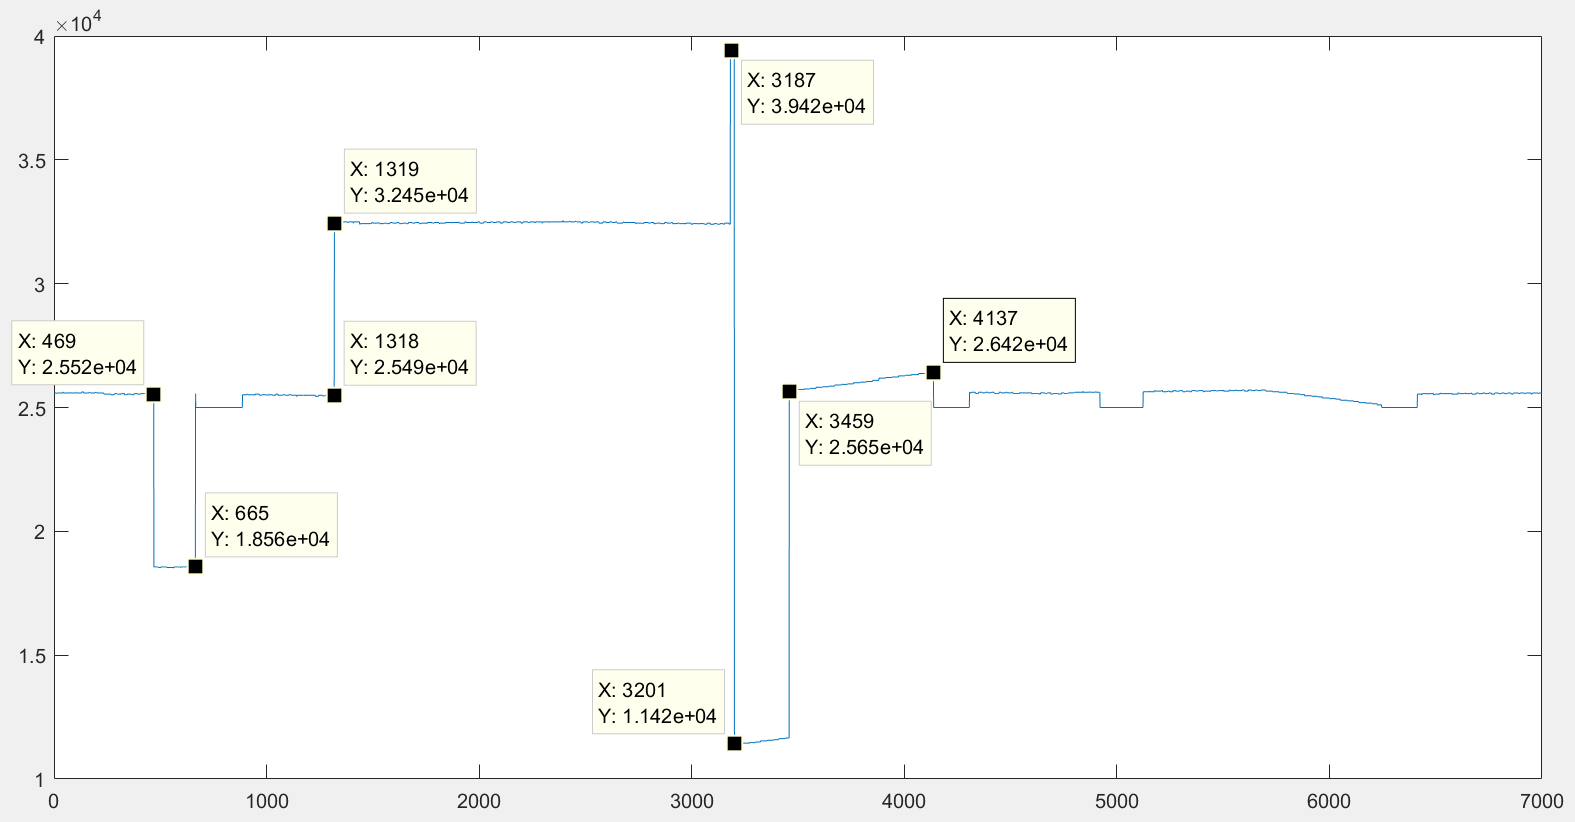 ×10^4
4
X: 3187
Y: 3.942e+04
3.5
X: 1319
Y: 3.245e+04
3
X: 4137
Y: 2.642e+04
X: 469
Y: 2.552e+04
X: 1318
Y: 2.549e+04
2.5
X: 3459
Y: 2.565e+04
X: 665
Y: 1.856e+04
2
1.5
X: 3201
Y: 1.142e+04
1
0 1000 2000 3000 4000 5000 6000 7000